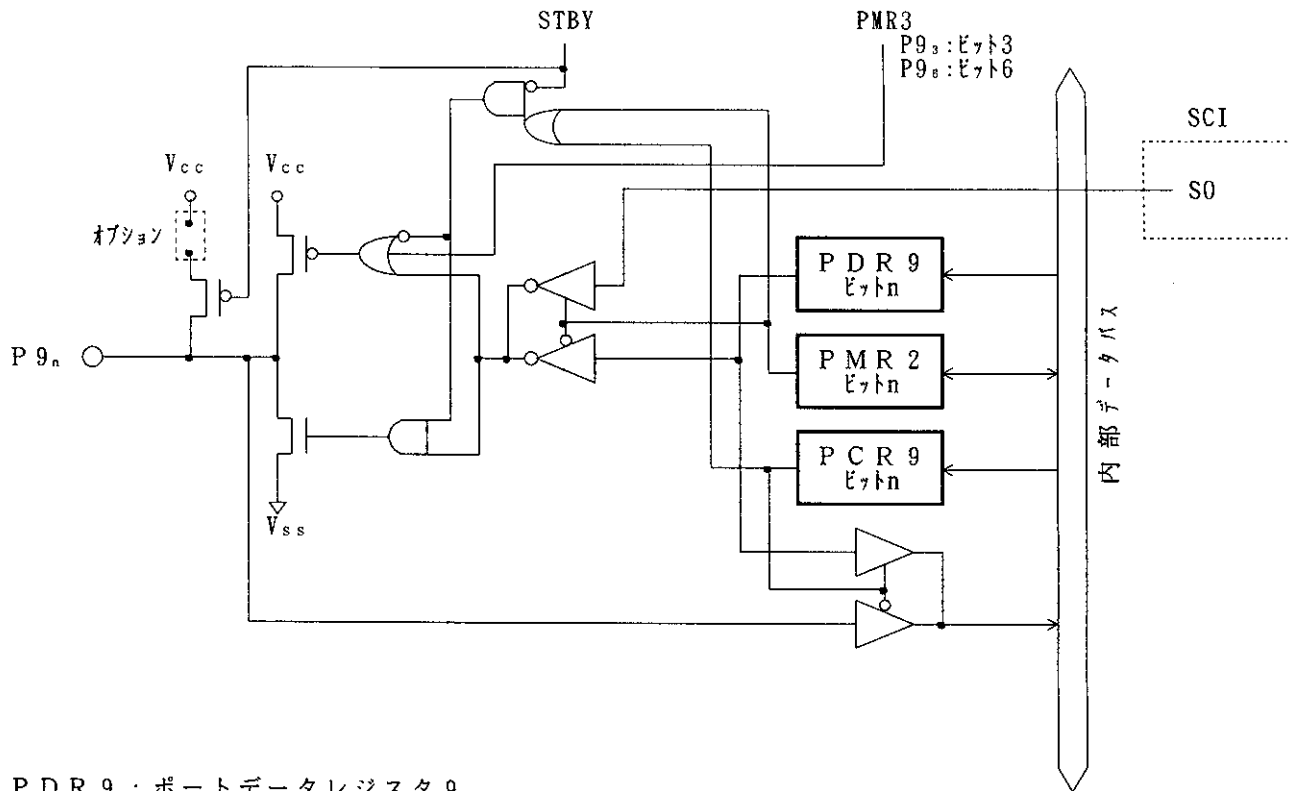 STBY
PMR3
P9₃:ビット3
P9₆:ビット6
SCI
SO
Vcc
Vcc
オプション
PDR9
ビットn
PMR2
ビットn
PCR9
ビットn
P9n
Vss
内部データバス
PDR9:ポートデータレジスタ9